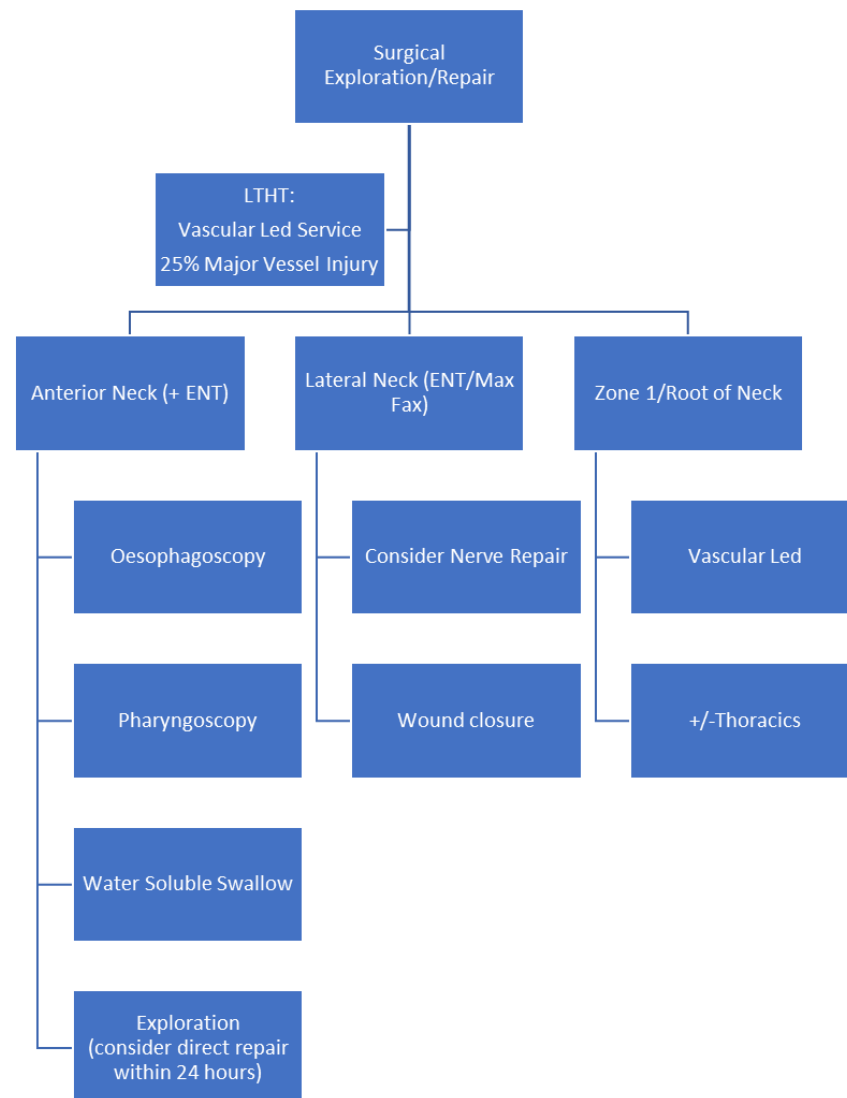 Surgical
Exploration/Repair
LTHT:
Vascular Led Service
25% Major Vessel Injury
Anterior Neck (+ ENT)
Lateral Neck (ENT/Max
Fax)
Zone 1/Root of Neck
Oesophagoscopy
Consider Nerve Repair
Vascular Led
Pharyngoscopy
Wound closure
+/-Thoracics
Water Soluble Swallow
Exploration
(consider direct repair
within 24 hours)